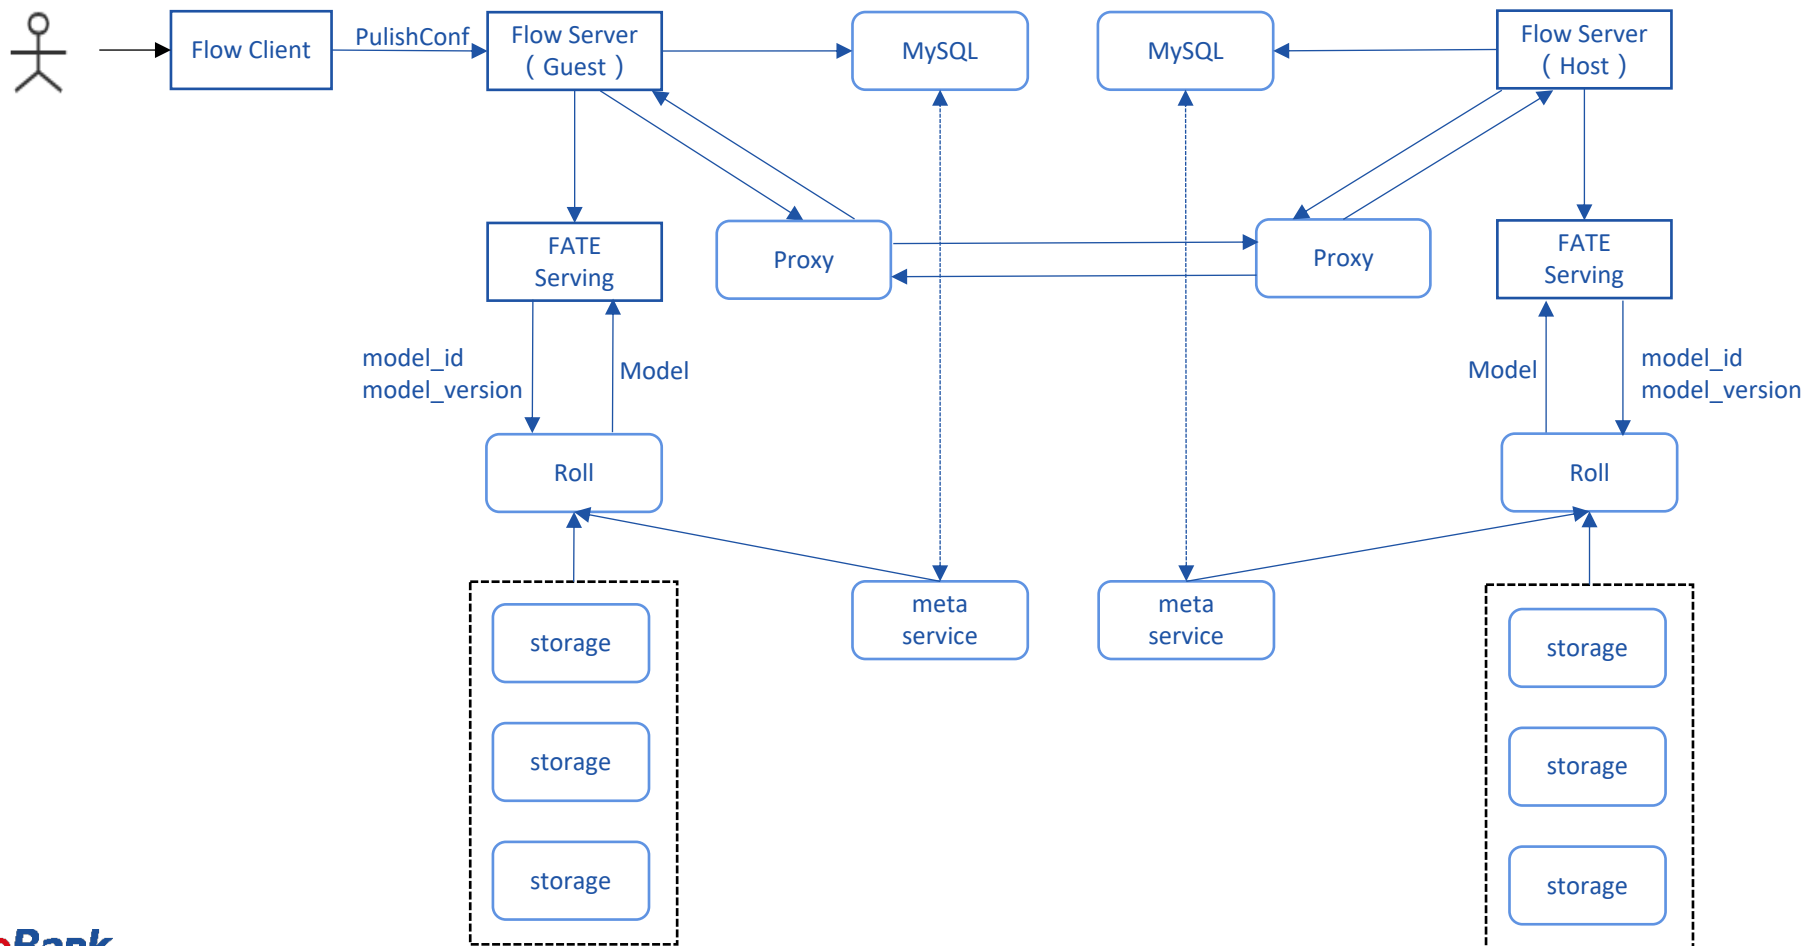 Flow Client
PulishConf
Flow Server
( Guest )
MySQL
MySQL
Flow Server
( Host )
FATE
Serving
Proxy
Proxy
FATE
Serving
model_id
model_version
Model
Model
model_id
model_version
Roll
Roll
meta
service
meta
service
storage
storage
storage
storage
storage
storage
Bank